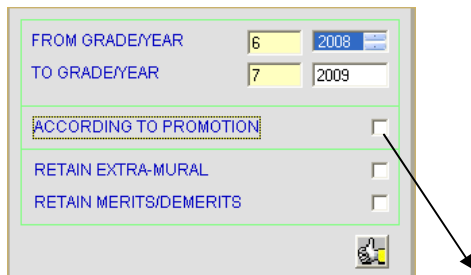 FROM GRADE/YEAR 6 2008
TO GRADE/YEAR 7 2009
ACCORDING TO PROMOTION
RETAIN EXTRA-MURAL
RETAIN MERITS/DEMERITS